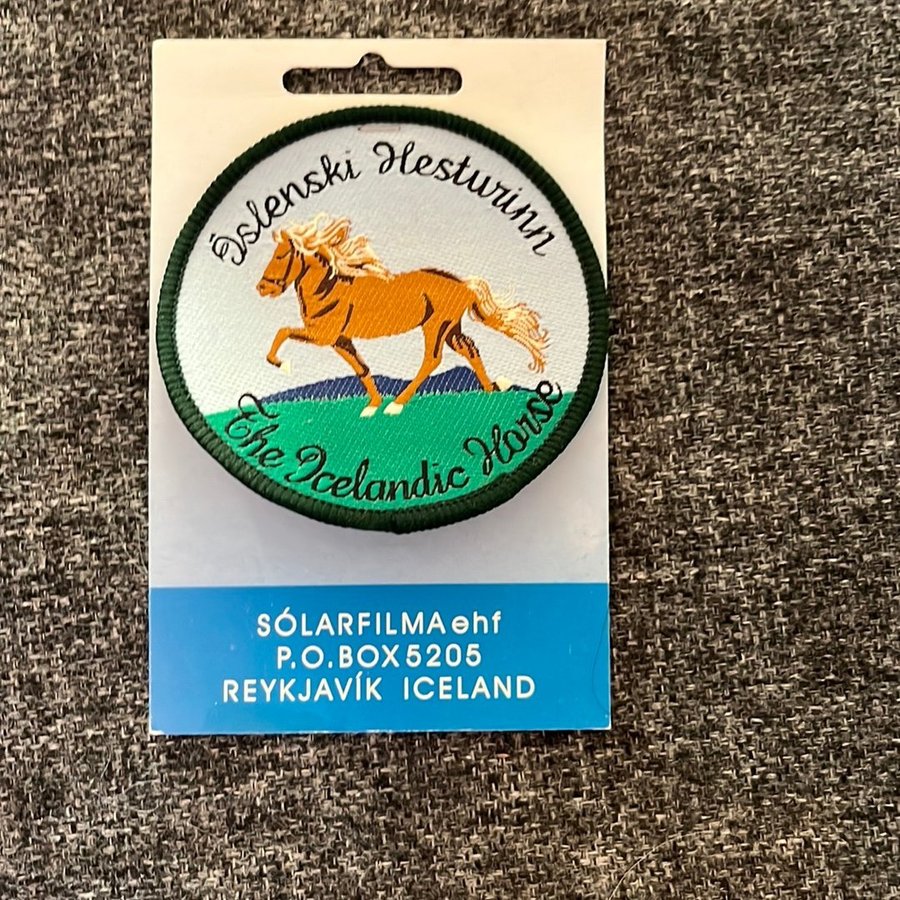 Íslenski Hesturinn
The Icelandic Horse
SÓLARFILMA ehf
P.O. BOX 5205
REYKJAVÍK ICELAND